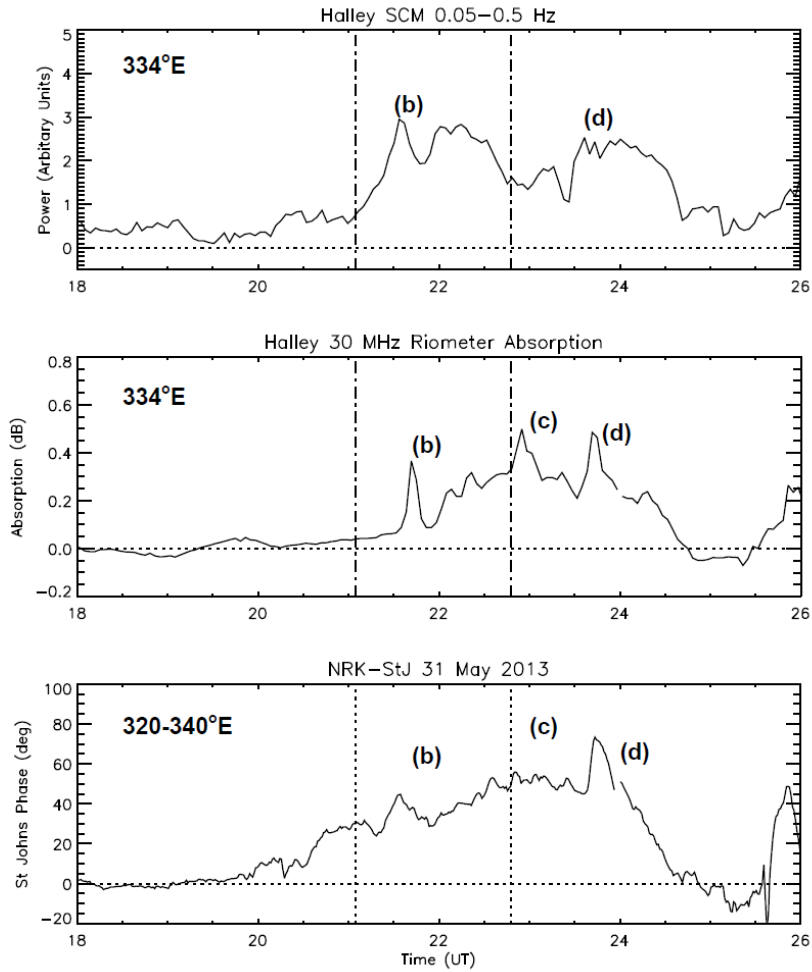 Halley SCM 0.05−0.5 Hz
Power (Arbitary Units)
5
4
3
2
1
0
334°E
(b)
(d)
18 20 22 24 26
Halley 30 MHz Riometer Absorption
Absorption (dB)
0.8
0.6
0.4
0.2
0.0
−0.2
334°E
(b)
(c)
(d)
18 20 22 24 26
NRK−StJ 31 May 2013
St Johns Phase (deg)
100
80
60
40
20
0
−20
320-340°E
(b)
(c)
(d)
18 20 22 24 26
Time (UT)